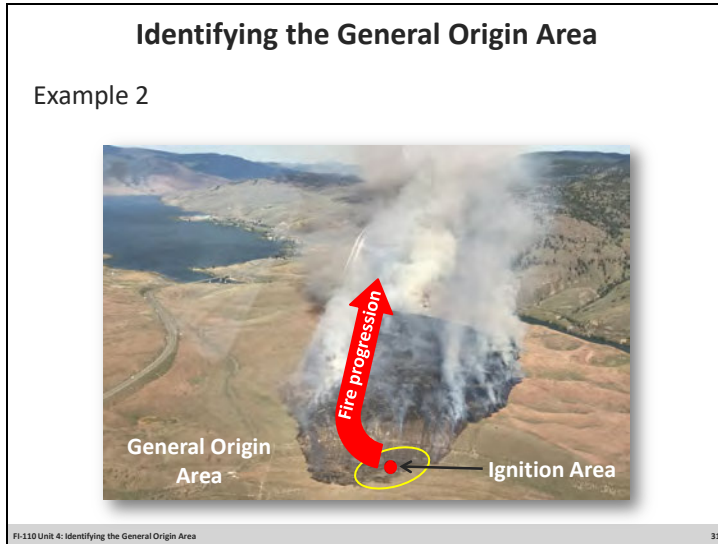 Identifying the General Origin Area
Example 2
Fire progression
General Origin
Area
Ignition Area
FI-110 Unit 4: Identifying the General Origin Area
31